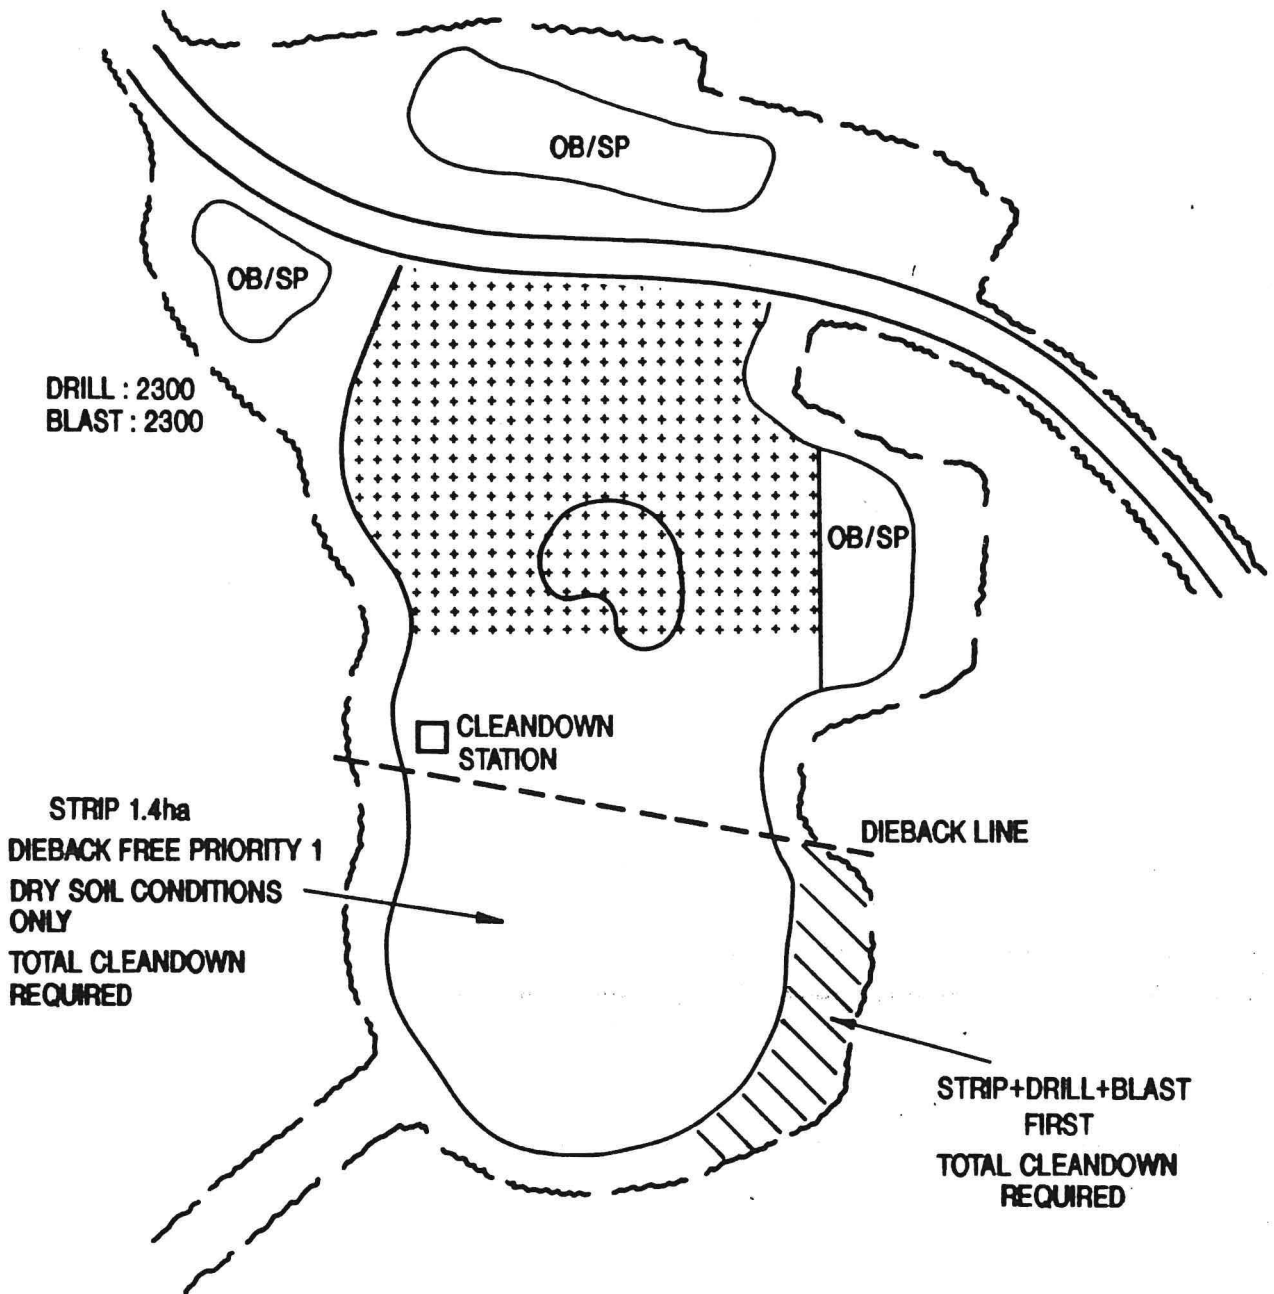 OB/SP
OB/SP
DRILL : 2300
BLAST : 2300
OB/SP
CLEANDOWN
STATION
STRIP 1.4ha
DIEBACK FREE PRIORITY 1
DRY SOIL CONDITIONS
ONLY
TOTAL CLEANDOWN
REQUIRED
DIEBACK LINE
STRIP+DRILL+BLAST
FIRST
TOTAL CLEANDOWN
REQUIRED